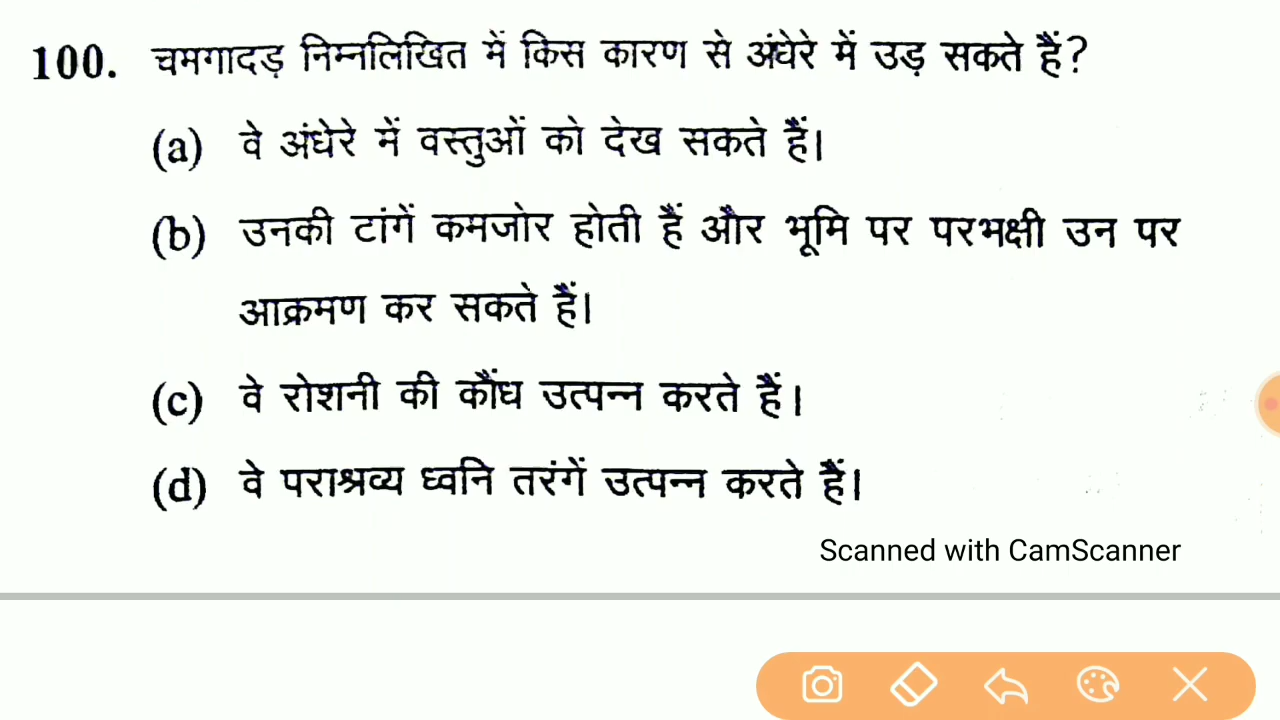 100. चमगादड़ निम्नलिखित में किस कारण से अंधेरे में उड़ सकते हैं?
(a) वे अंधेरे में वस्तुओं को देख सकते हैं।
(b) उनकी टांगें कमजोर होती हैं और भूमि पर परभक्षी उन पर
आक्रमण कर सकते हैं।
(c) वे रोशनी की कौंध उत्पन्न करते हैं।
(d) वे पराश्रव्य ध्वनि तरंगें उत्पन्न करते हैं।
Scanned with CamScanner